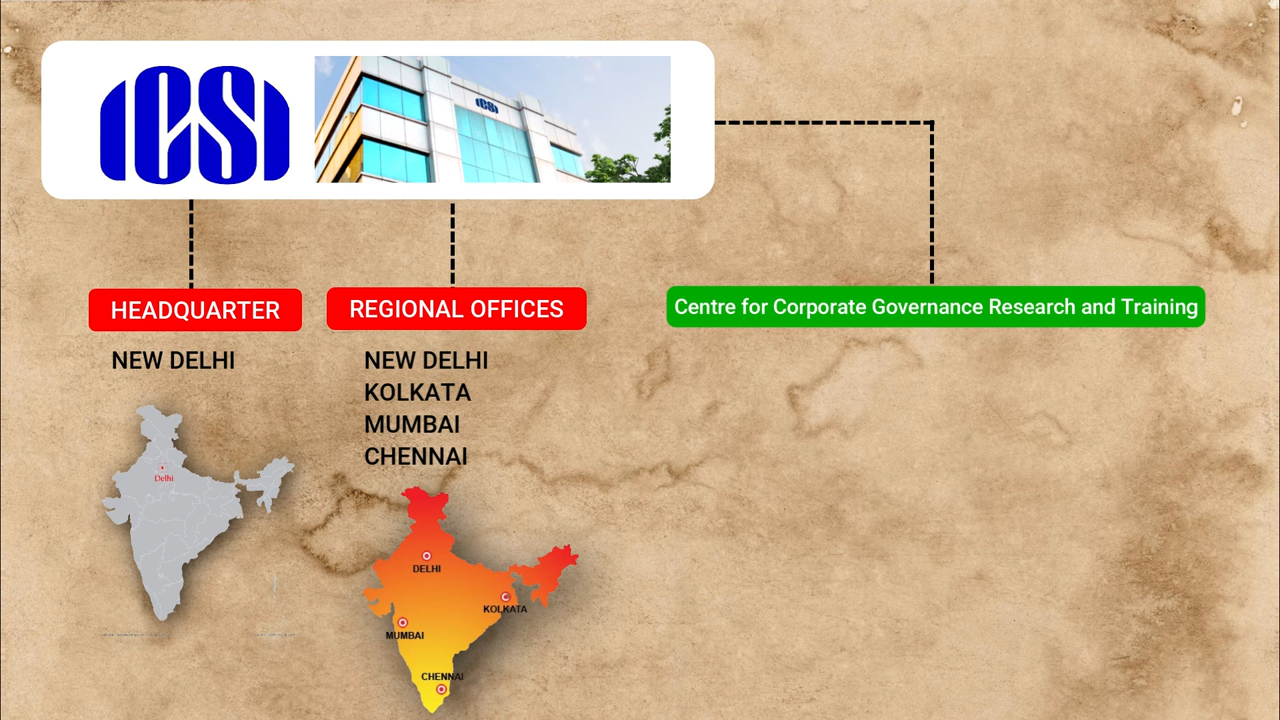 ICSI
ICSI
HEADQUARTER
REGIONAL OFFICES
Centre for Corporate Governance Research and Training
NEW DELHI
NEW DELHI
KOLKATA
MUMBAI
CHENNAI
Delhi
DELHI
KOLKATA
MUMBAI
CHENNAI